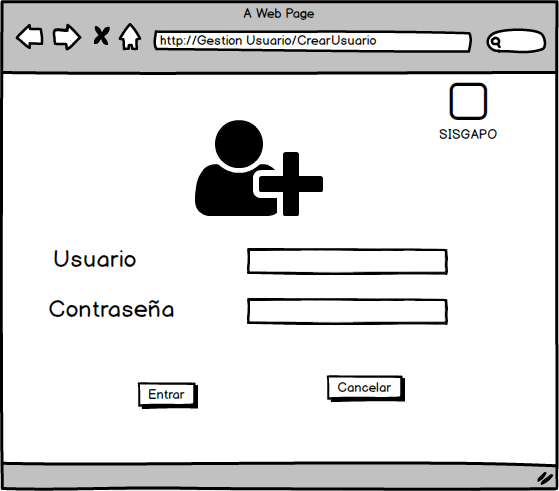 A Web Page
http://Gestion Usuario/CrearUsuario
SISGAPO
Usuario
Contraseña
Entrar
Cancelar